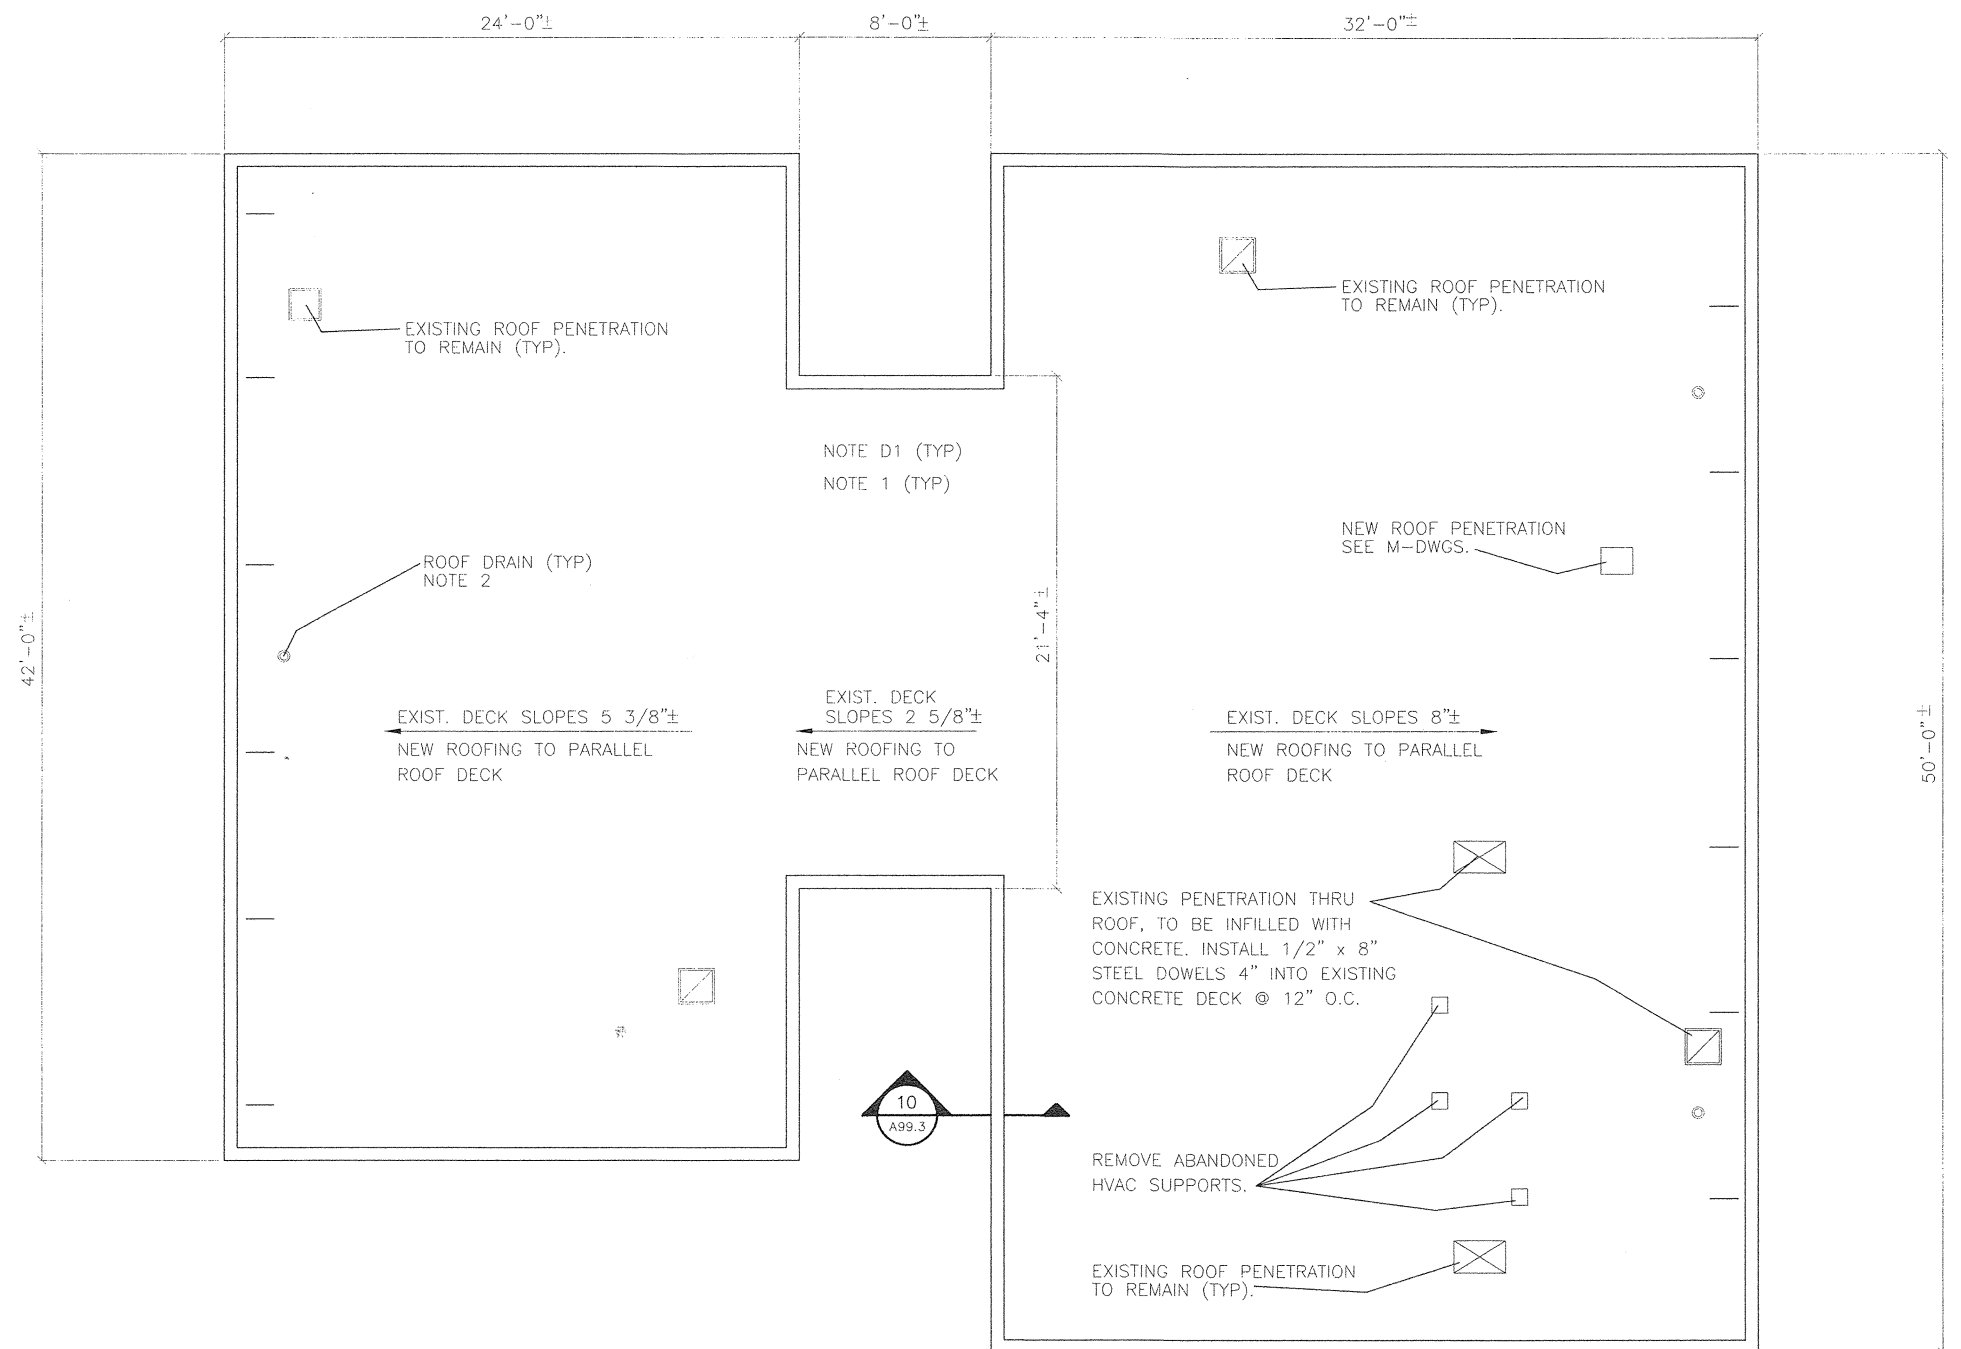 24'-0"±
8'-0"±
32'-0"±
EXISTING ROOF PENETRATION
TO REMAIN (TYP).
EXISTING ROOF PENETRATION
TO REMAIN (TYP).
NOTE D1 (TYP)
NOTE 1 (TYP)
NEW ROOF PENETRATION
SEE M-DWGS.
ROOF DRAIN (TYP)
NOTE 2
42'-0"±
21'-4"±
50'-0"±
EXIST. DECK SLOPES 5 3/8"±
NEW ROOFING TO PARALLEL
ROOF DECK
EXIST. DECK
SLOPES 2 5/8"±
NEW ROOFING TO
PARALLEL ROOF DECK
EXIST. DECK SLOPES 8"±
NEW ROOFING TO PARALLEL
ROOF DECK
EXISTING PENETRATION THRU
ROOF, TO BE INFILLED WITH
CONCRETE. INSTALL 1/2" x 8"
STEEL DOWELS 4" INTO EXISTING
CONCRETE DECK @ 12" O.C.
10
A99.3
REMOVE ABANDONED
HVAC SUPPORTS.
EXISTING ROOF PENETRATION
TO REMAIN (TYP).